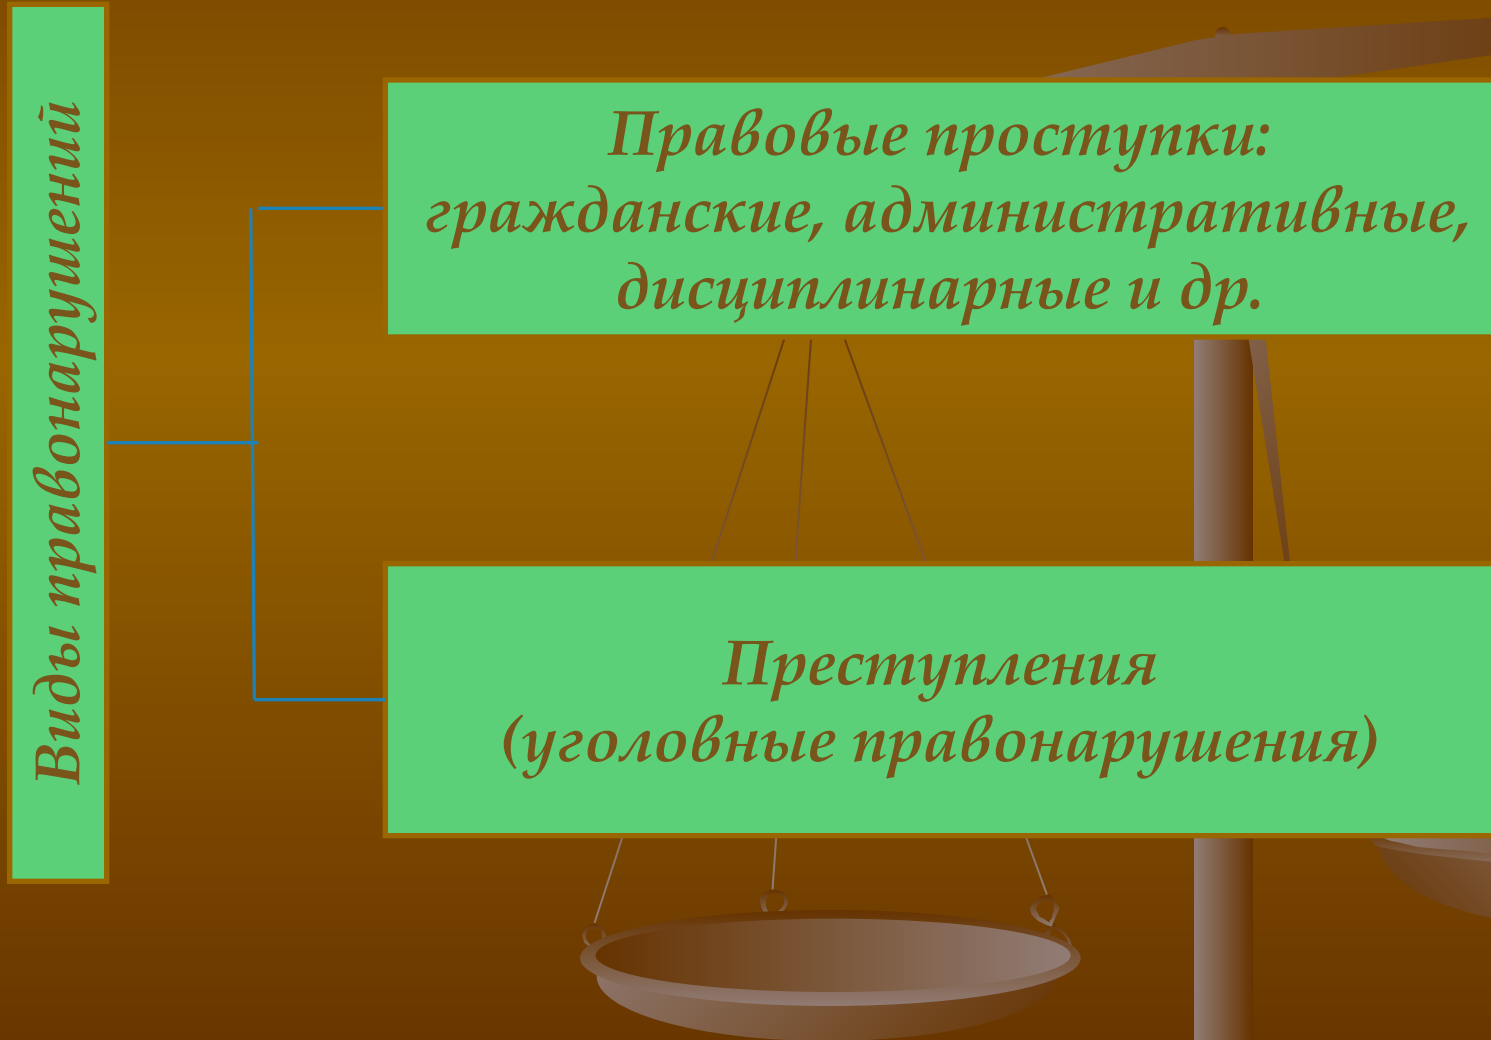 Виды правонарушений
Правовые проступки:
гражданские, административные,
дисциплинарные и др.
Преступления
(уголовные правонарушения)